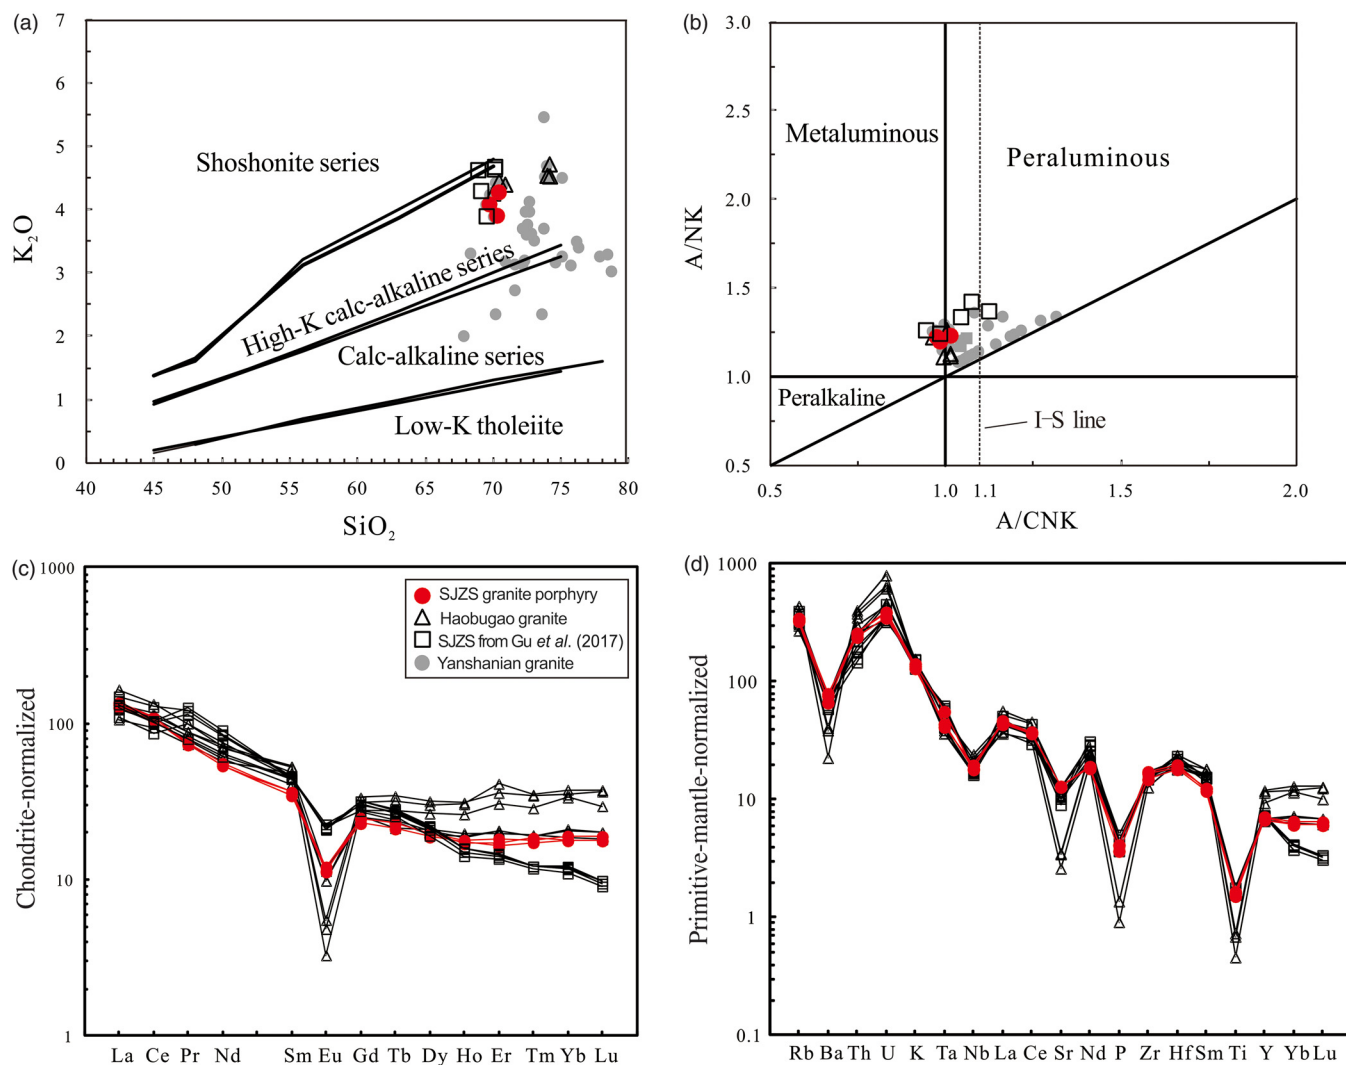 (a)
7
6
5
4
3
2
1
0
K₂O
Shoshonite series
High-K calc-alkaline series
Calc-alkaline series
Low-K tholeiite
40 45 50 55 60 65 70 75 80
SiO₂
(b)
3.0
2.5
2.0
1.5
1.0
0.5
A/NK
Metaluminous
Peraluminous
Peralkaline
I-S line
0.5 1.0 1.1 1.5 2.0
A/CNK
(c)
1000
100
10
1
Chondrite-normalized
SJZS granite porphyry
Haobugao granite
SJZS from Gu et al. (2017)
Yanshanian granite
La Ce Pr Nd Sm Eu Gd Tb Dy Ho Er Tm Yb Lu
(d)
1000
100
10
1
0.1
Primitive-mantle-normalized
Rb Ba Th U K Ta Nb La Ce Sr Nd P Zr Hf Sm Ti Y Yb Lu